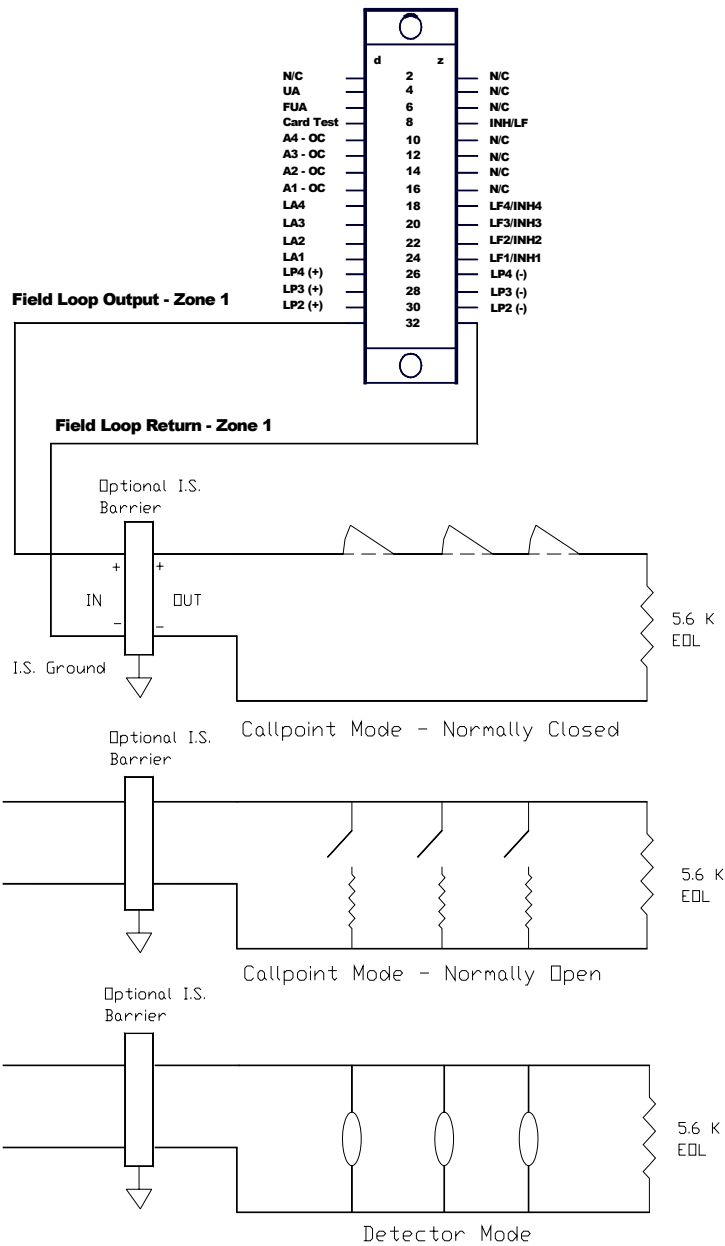 d z
N/C 2 N/C
UA 4 N/C
FUA 6 N/C
Card Test 8 INH/LF
A4 - OC 10 N/C
A3 - OC 12 N/C
A2 - OC 14 N/C
A1 - OC 16 N/C
LA4 18 LF4/INH4
LA3 20 LF3/INH3
LA2 22 LF2/INH2
LA1 24 LF1/INH1
LP4 (+) 26 LP4 (-)
LP3 (+) 28 LP3 (-)
LP2 (+) 30 LP2 (-)
Field Loop Output - Zone 1
32
Field Loop Return - Zone 1
Optional I.S.
Barrier
+ +
IN OUT
- -
5.6 K
EOL
I.S. Ground
Callpoint Mode - Normally Closed
Optional I.S.
Barrier
5.6 K
EOL
Callpoint Mode - Normally Open
Optional I.S.
Barrier
5.6 K
EOL
Detector Mode